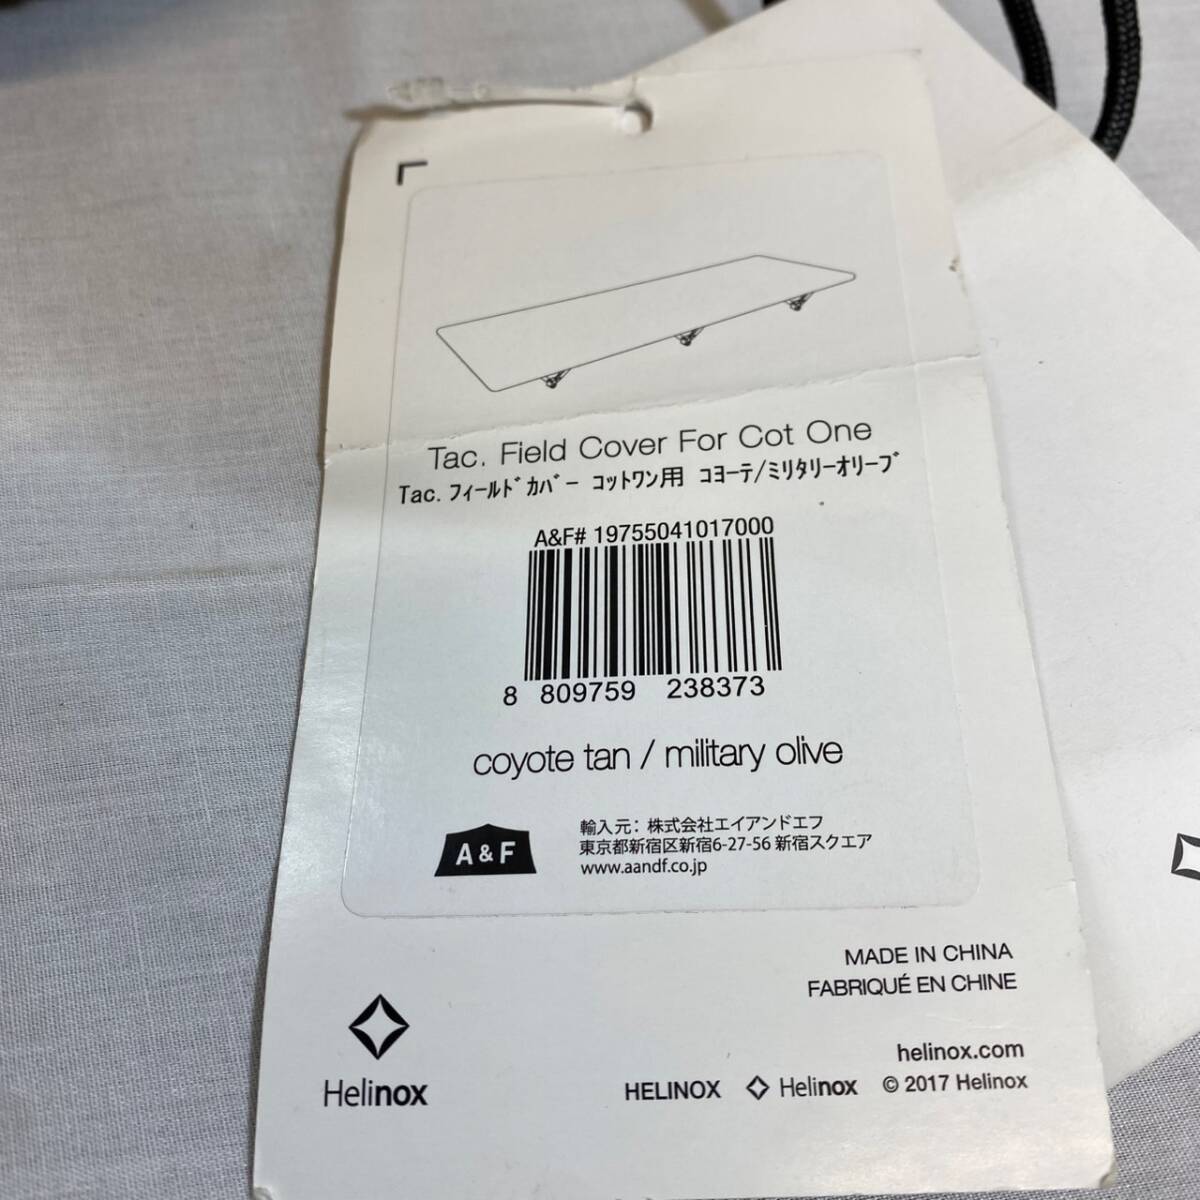 Tac. Field Cover For Cot One
Tac. フィールドカバー コットワン用 コヨーテ/ミリタリーオリーブ
A&F# 19755041017000
8 809759 238373
coyote tan / military olive
A & F
輸入元: 株式会社エイアンドエフ
東京都新宿区新宿6-27-56 新宿スクエア
www.aandf.co.jp
MADE IN CHINA
FABRIQUÉ EN CHINE
Helinox
helinox.com
HELINOX Helinox © 2017 Helinox